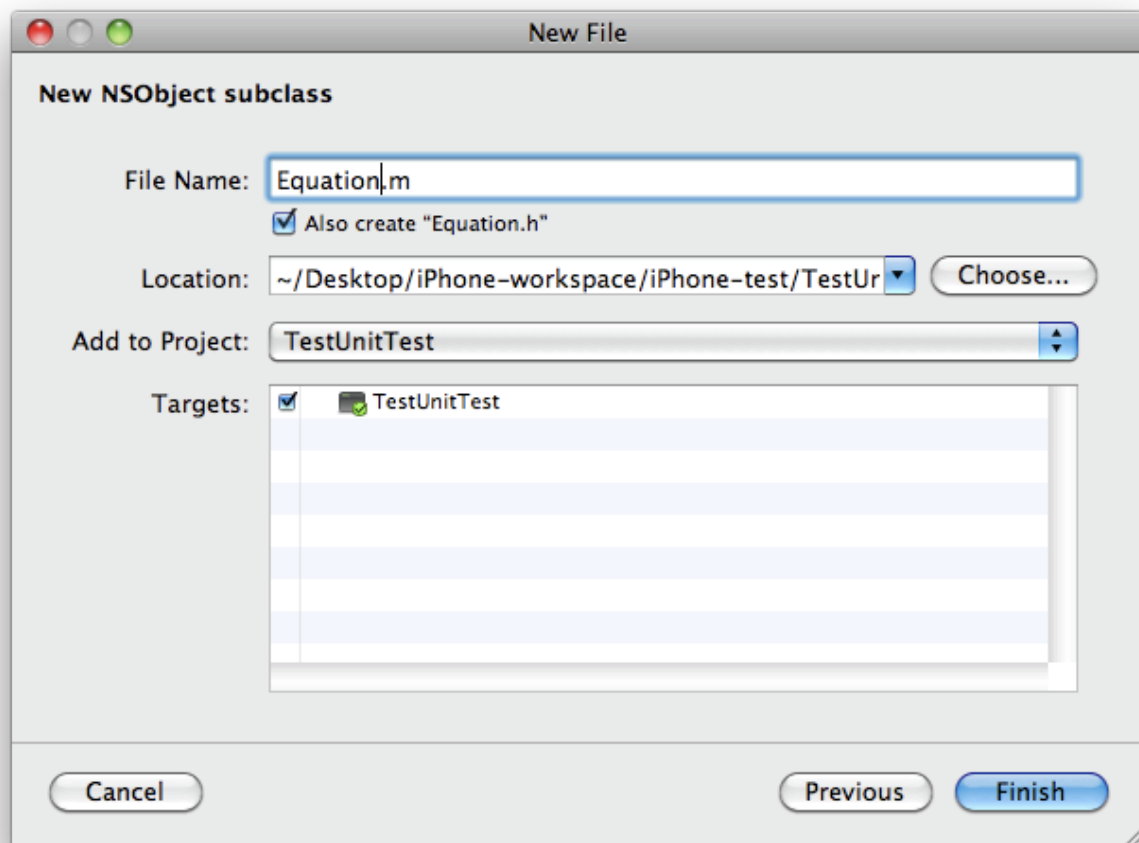 New File
New NSObject subclass
File Name: Equation.m
Also create “Equation.h”
Location: ~/Desktop/iPhone-workspace/iPhone-test/TestUr Choose...
Add to Project: TestUnitTest
Targets: TestUnitTest
Cancel Previous Finish